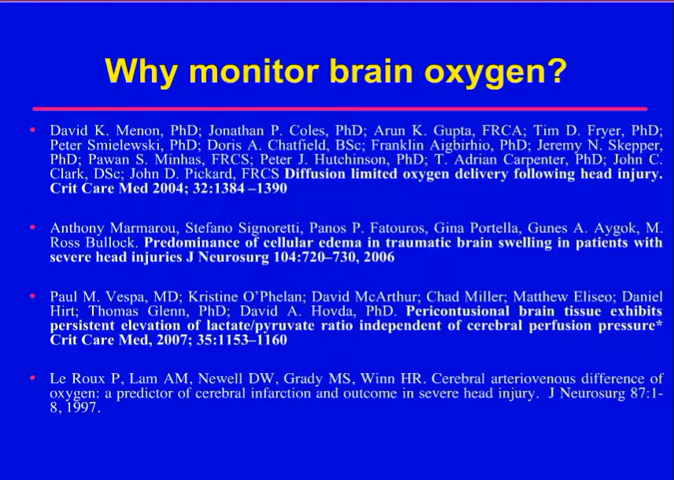 Why monitor brain oxygen?
• David K. Menon, PhD; Jonathan P. Coles, PhD; Arun K. Gupta, FRCA; Tim D. Fryer, PhD;
Peter Smielewski, PhD; Doris A. Chatfield, BSc; Franklin Aigbirhio, PhD; Jeremy N. Skepper,
PhD; Pawan S. Minhas, FRCS; Peter J. Hutchinson, PhD; T. Adrian Carpenter, PhD; John C.
Clark, DSc; John D. Pickard, FRCS Diffusion limited oxygen delivery following head injury.
Crit Care Med 2004; 32:1384 –1390
• Anthony Marmarou, Stefano Signoretti, Panos P. Fatouros, Gina Portella, Gunes A. Aygok, M.
Ross Bullock. Predominance of cellular edema in traumatic brain swelling in patients with
severe head injuries J Neurosurg 104:720–730, 2006
• Paul M. Vespa, MD; Kristine O’Phelan; David McArthur; Chad Miller; Matthew Eliseo; Daniel
Hirt; Thomas Glenn, PhD; David A. Hovda, PhD. Pericontusional brain tissue exhibits
persistent elevation of lactate/pyruvate ratio independent of cerebral perfusion pressure*
Crit Care Med, 2007; 35:1153–1160
• Le Roux P, Lam AM, Newell DW, Grady MS, Winn HR. Cerebral arteriovenous difference of
oxygen: a predictor of cerebral infarction and outcome in severe head injury. J Neurosurg 87:1-
8, 1997.